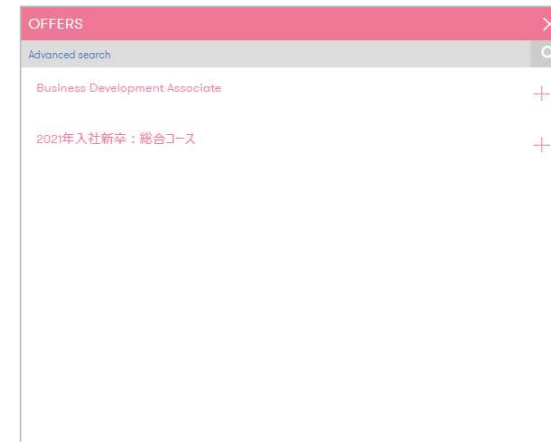 OFFERS
Advanced search
Business Development Associate
2021年入社新卒：総合コース